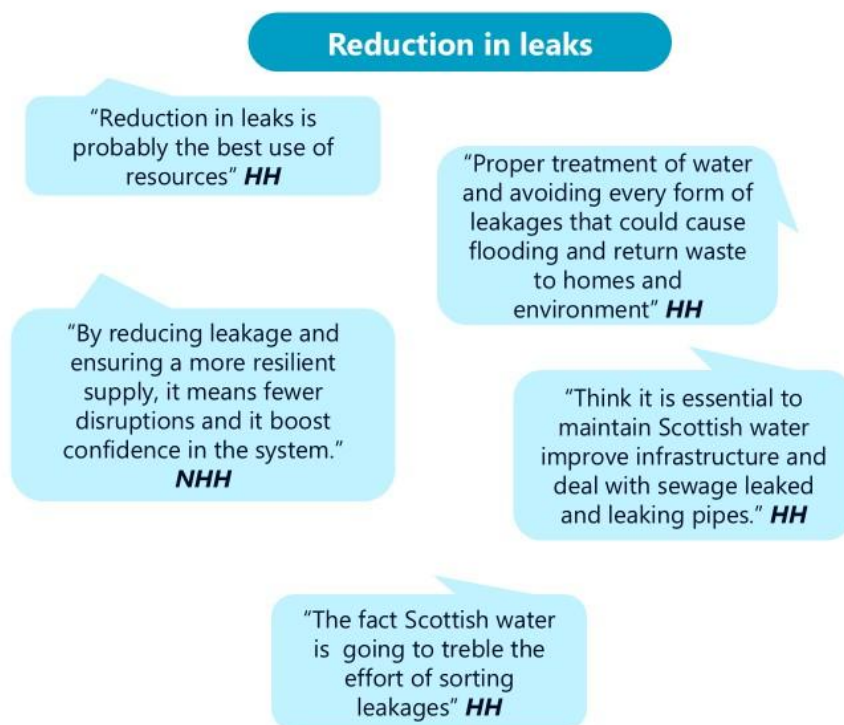 Reduction in leaks
“Reduction in leaks is
probably the best use of
resources” HH
“Proper treatment of water
and avoiding every form of
leakages that could cause
flooding and return waste
to homes and
environment” HH
“By reducing leakage and
ensuring a more resilient
supply, it means fewer
disruptions and it boost
confidence in the system.”
NHH
“Think it is essential to
maintain Scottish water
improve infrastructure and
deal with sewage leaked
and leaking pipes.” HH
“The fact Scottish water
is going to treble the
effort of sorting
leakages” HH